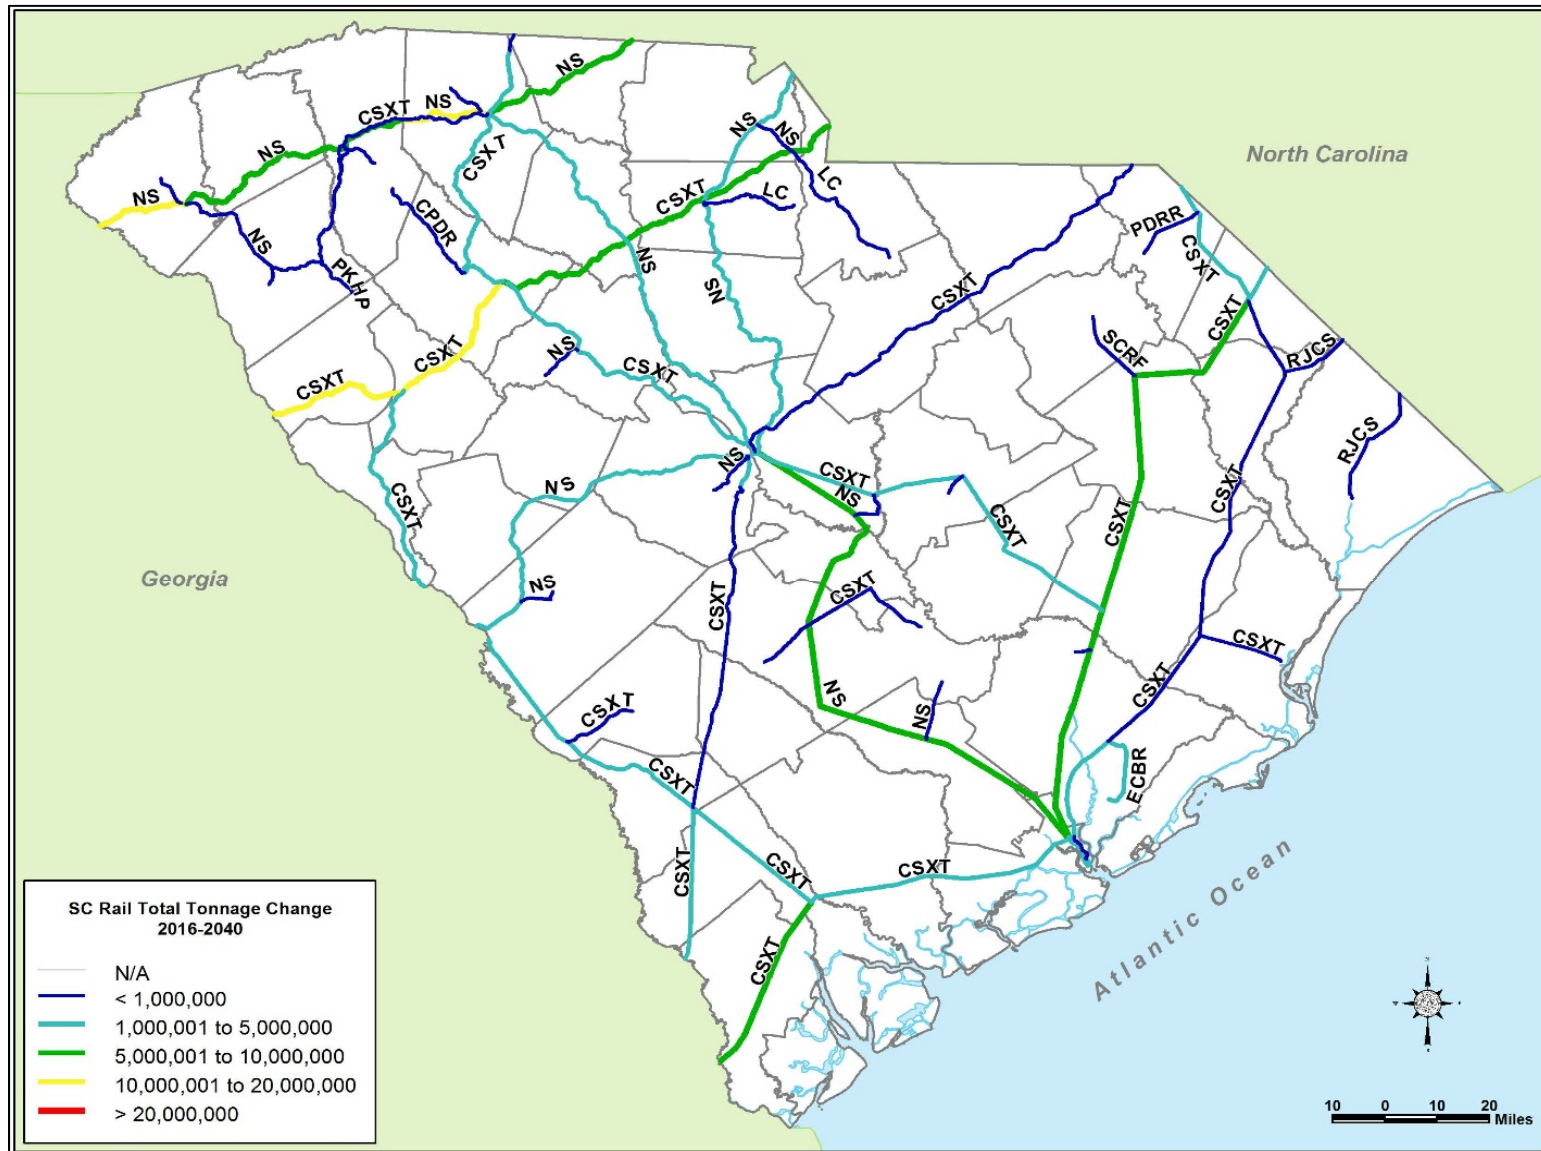 NS
NS
CSXT
NS
CSXT
NS
NS
LC
North Carolina
NS
CSXT
LC
CPDR
PDRR
CSXT
NS
PKHP
NS
NS
CSXT
CSXT
SCRF
RJCS
CSXT
CSXT
NS
CSXT
RJCS
NS
CSXT
NS
NS
CSXT
CSXT
CSXT
CSXT
Georgia
NS
CSXT
CSXT
CSXT
CSXT
NS
NS
CSXT
CSXT
ECBR
CSXT
CSXT
CSXT
CSXT
CSXT
Atlantic Ocean
SC Rail Total Tonnage Change
2016-2040
N/A
< 1,000,000
1,000,001 to 5,000,000
5,000,001 to 10,000,000
10,000,001 to 20,000,000
> 20,000,000
10 0 10 20
Miles